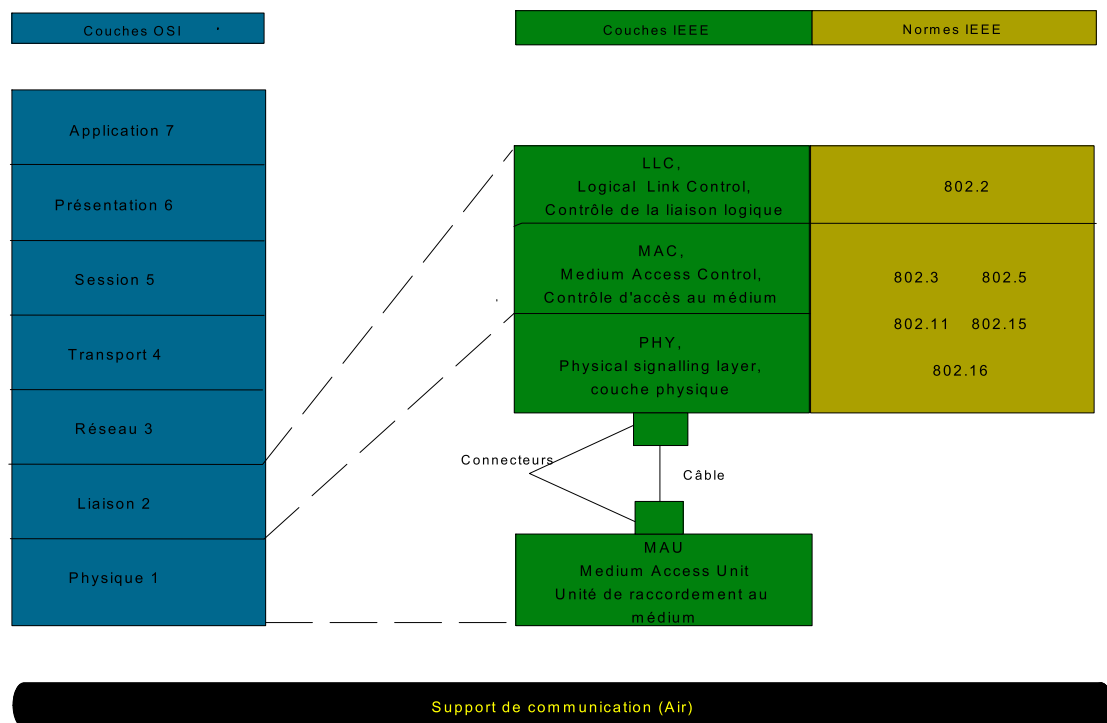 Couches OSI
Couches IEEE
Normes IEEE
Application 7
Présentation 6
Session 5
Transport 4
Réseau 3
Liaison 2
Physique 1
LLC,
Logical Link Control,
Contrôle de la liaison logique
802.2
MAC,
Medium Access Control,
Contrôle d'accès au médium
PHY,
Physical signalling layer,
couche physique
802.3 802.5
802.11 802.15
802.16
Connecteurs
Câble
MAU
Medium Access Unit
Unité de raccordement au
médium
Support de communication (Air)